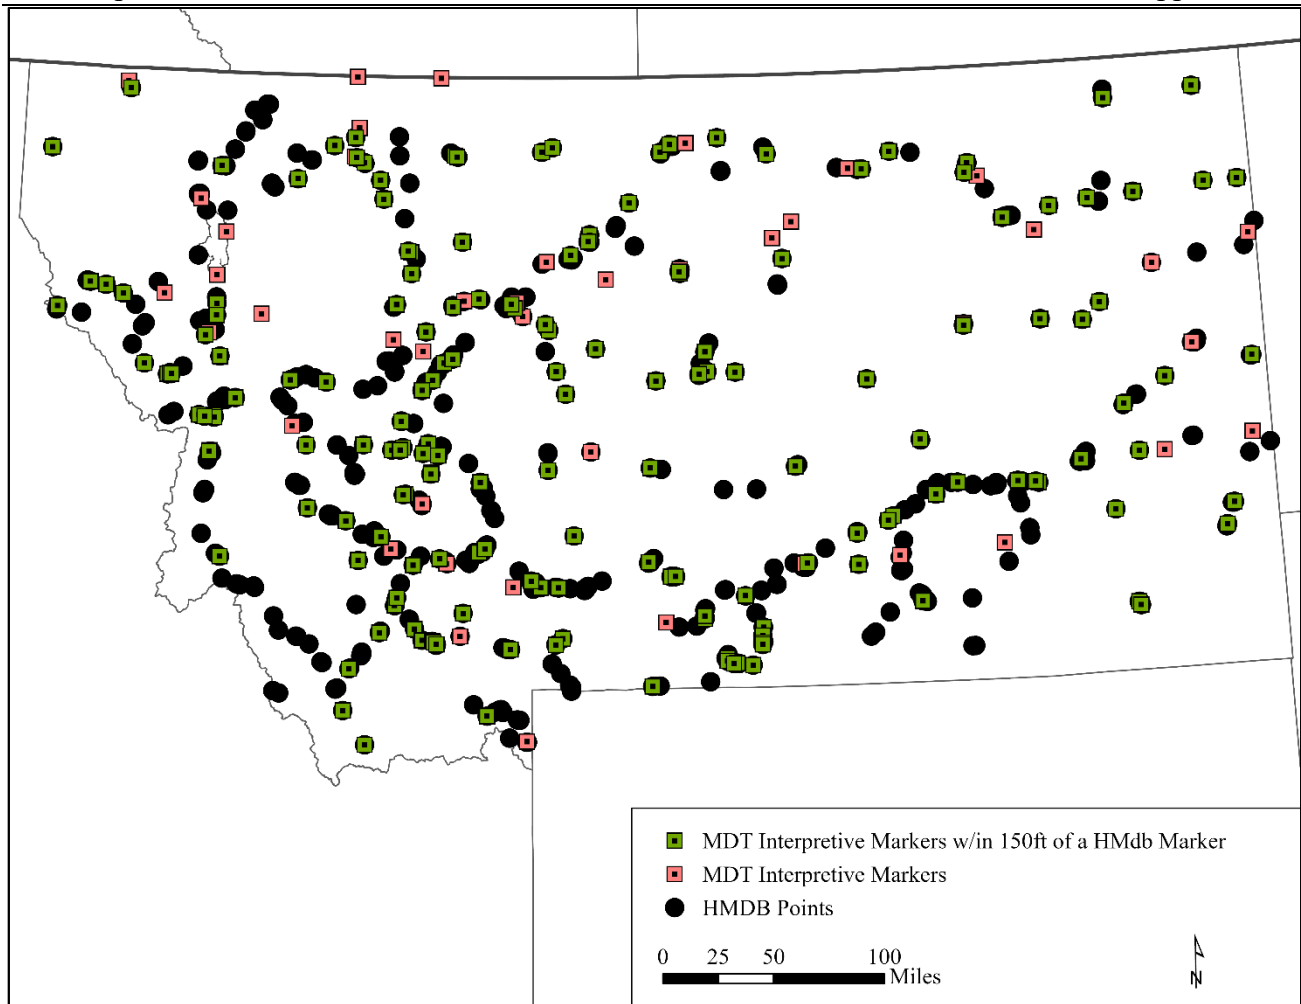 MDT Interpretive Markers w/in 150ft of a HMdb Marker
MDT Interpretive Markers
HMDB Points
0 25 50 100
Miles
N